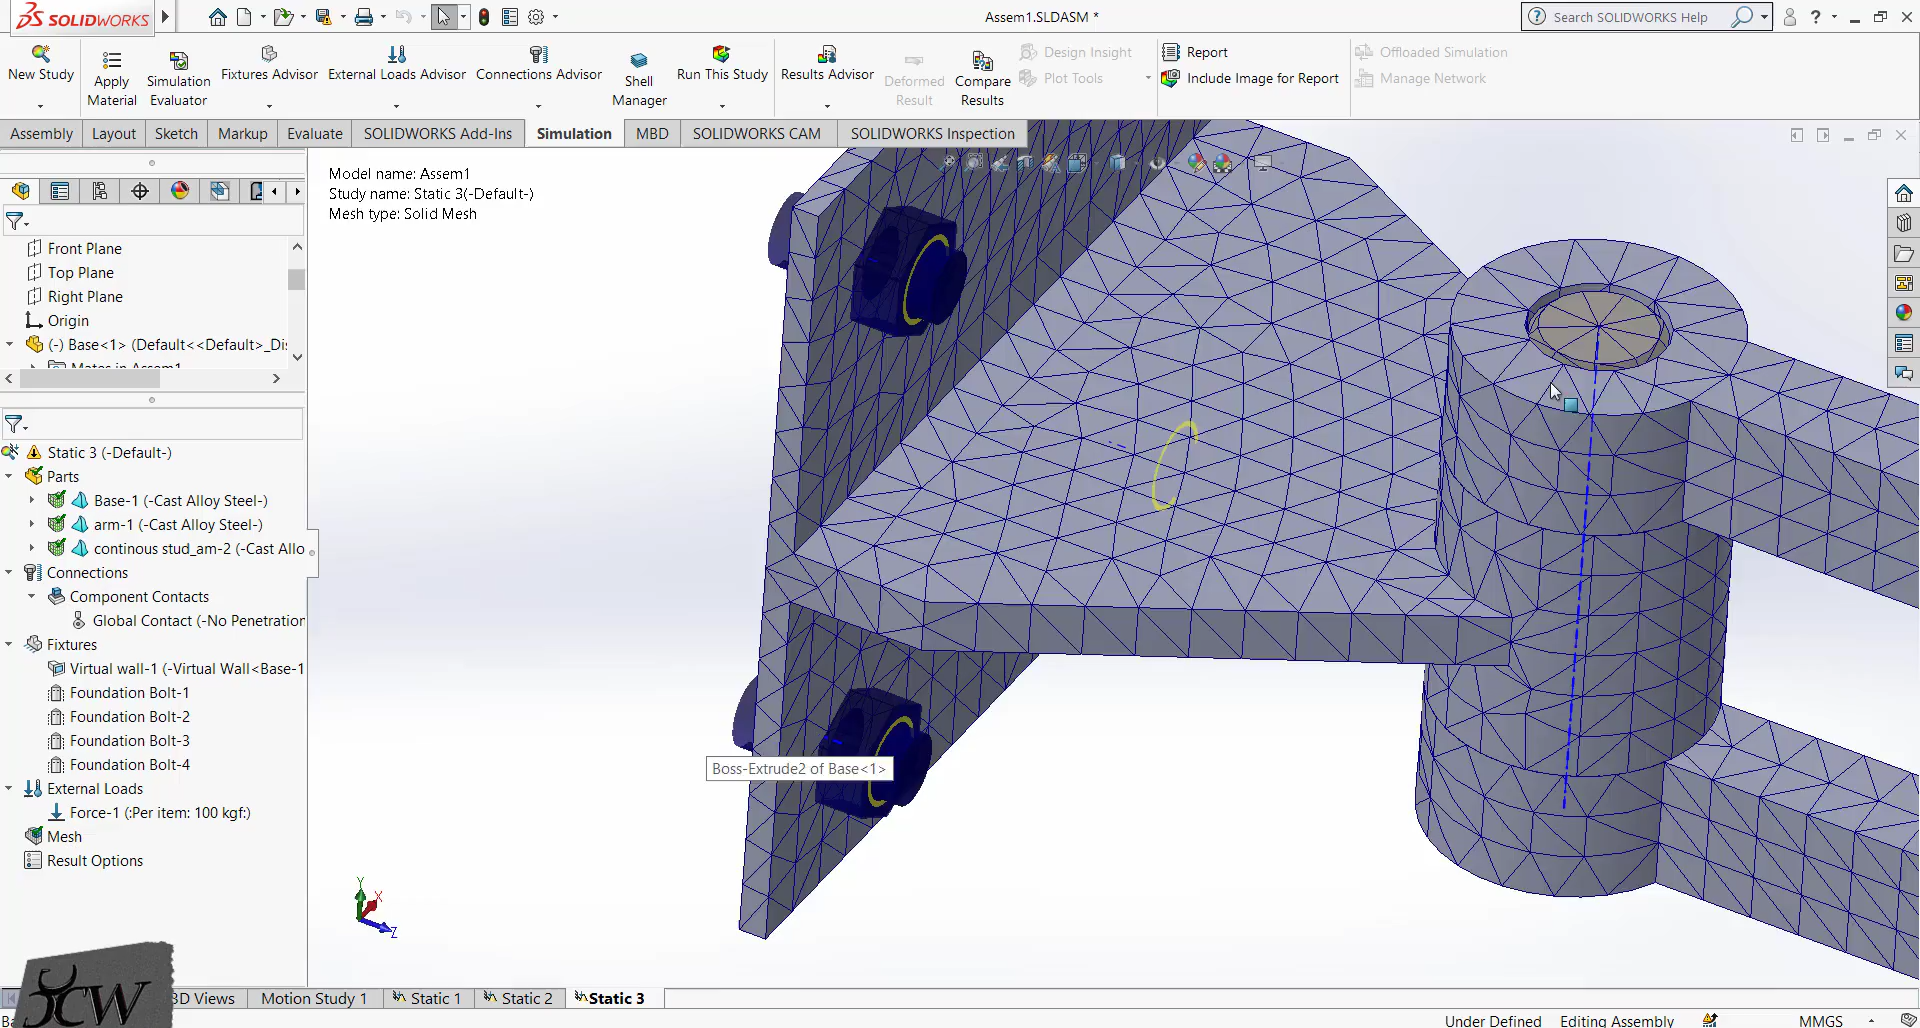 SOLIDWORKS
Assem1.SLDASM *
Search SOLIDWORKS Help
New Study
Apply Material
Simulation Evaluator
Fixtures Advisor
External Loads Advisor
Connections Advisor
Shell Manager
Run This Study
Results Advisor
Deformed Result
Compare Results
Design Insight
Plot Tools
Report
Include Image for Report
Offloaded Simulation
Manage Network
Assembly
Layout
Sketch
Markup
Evaluate
SOLIDWORKS Add-Ins
Simulation
MBD
SOLIDWORKS CAM
SOLIDWORKS Inspection
Model name: Assem1
Study name: Static 3(-Default-)
Mesh type: Solid Mesh
Front Plane
Top Plane
Right Plane
Origin
(-) Base<1> (Default<<Default>_Di
Mates in Assem1
Static 3 (-Default-)
Parts
Base-1 (-Cast Alloy Steel-)
arm-1 (-Cast Alloy Steel-)
continous stud_am-2 (-Cast Allo
Connections
Component Contacts
Global Contact (-No Penetration
Fixtures
Virtual wall-1 (-Virtual Wall<Base-1
Foundation Bolt-1
Foundation Bolt-2
Foundation Bolt-3
Foundation Bolt-4
External Loads
Force-1 (:Per item: 100 kgf:)
Mesh
Result Options
Boss-Extrude2 of Base<1>
Y
X
Z
3D Views
Motion Study 1
Static 1
Static 2
Static 3
Under Defined
Editing Assembly
MMGS